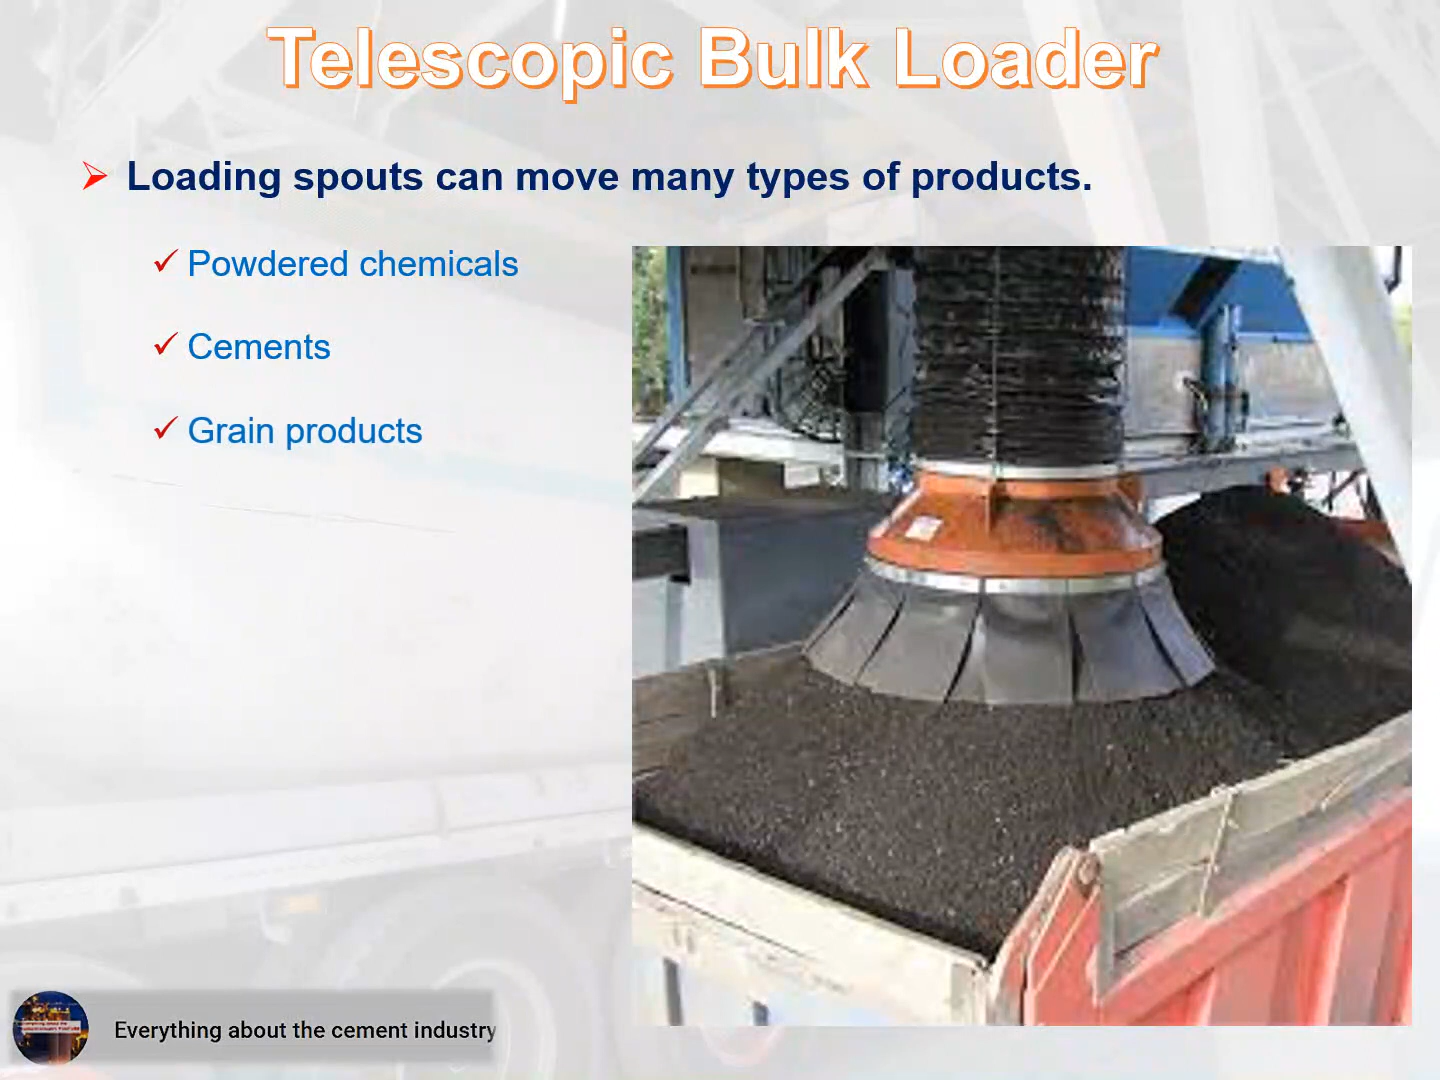 Telescopic Bulk Loader
Loading spouts can move many types of products.
Powdered chemicals
Cements
Grain products
Everything about the cement industry